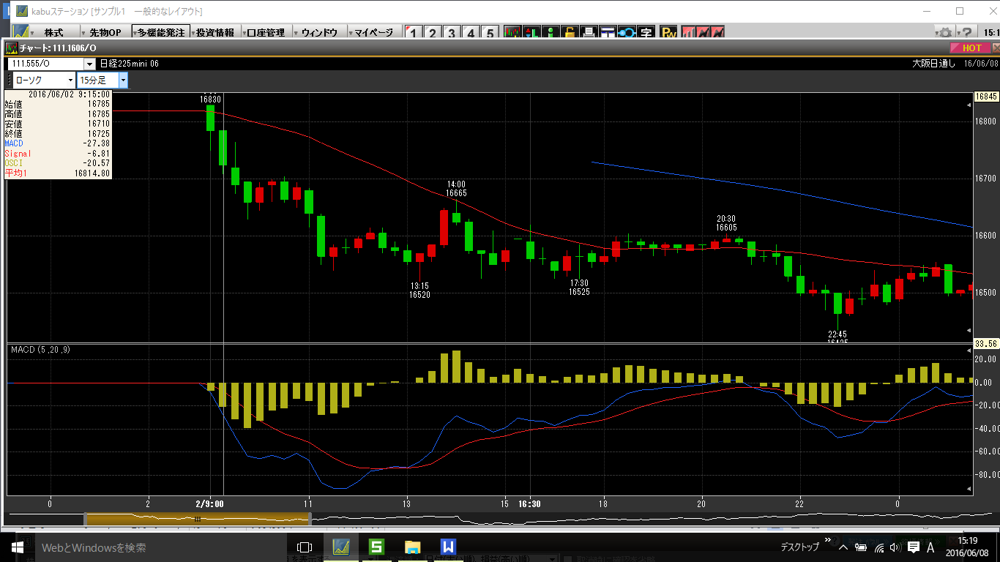 kabuステーション [サンプル1　一般的なレイアウト]
株式 先物OP 多機能発注 投資情報 口座管理 ウィンドウ マイページ 1 2 3 4 5 字 15:1
チャート: 111.1606/O HOT
111.555/O 日経225mini 06 大阪日通し 16/06/08
ローソク 15分足
2016/06/02 9:15:00
始値 16785
高値 16785
安値 16710
終値 16725
MACD -27.38
Signal -6.81
OSCI -20.57
平均1 16814.80
16830
16845
16800
16700
14:00
16665
20:30
16605
16600
13:15
16520
17:30
16525
16500
22:45
MACD (5 ,20 ,9)
33.56
20.00
0.00
-20.00
-40.00
-60.00
-80.00
0 2 2/9:00 11 13 15 16:30 18 20 22 0
WebとWindowsを検索
デスクトップ
A
15:19
2016/06/08